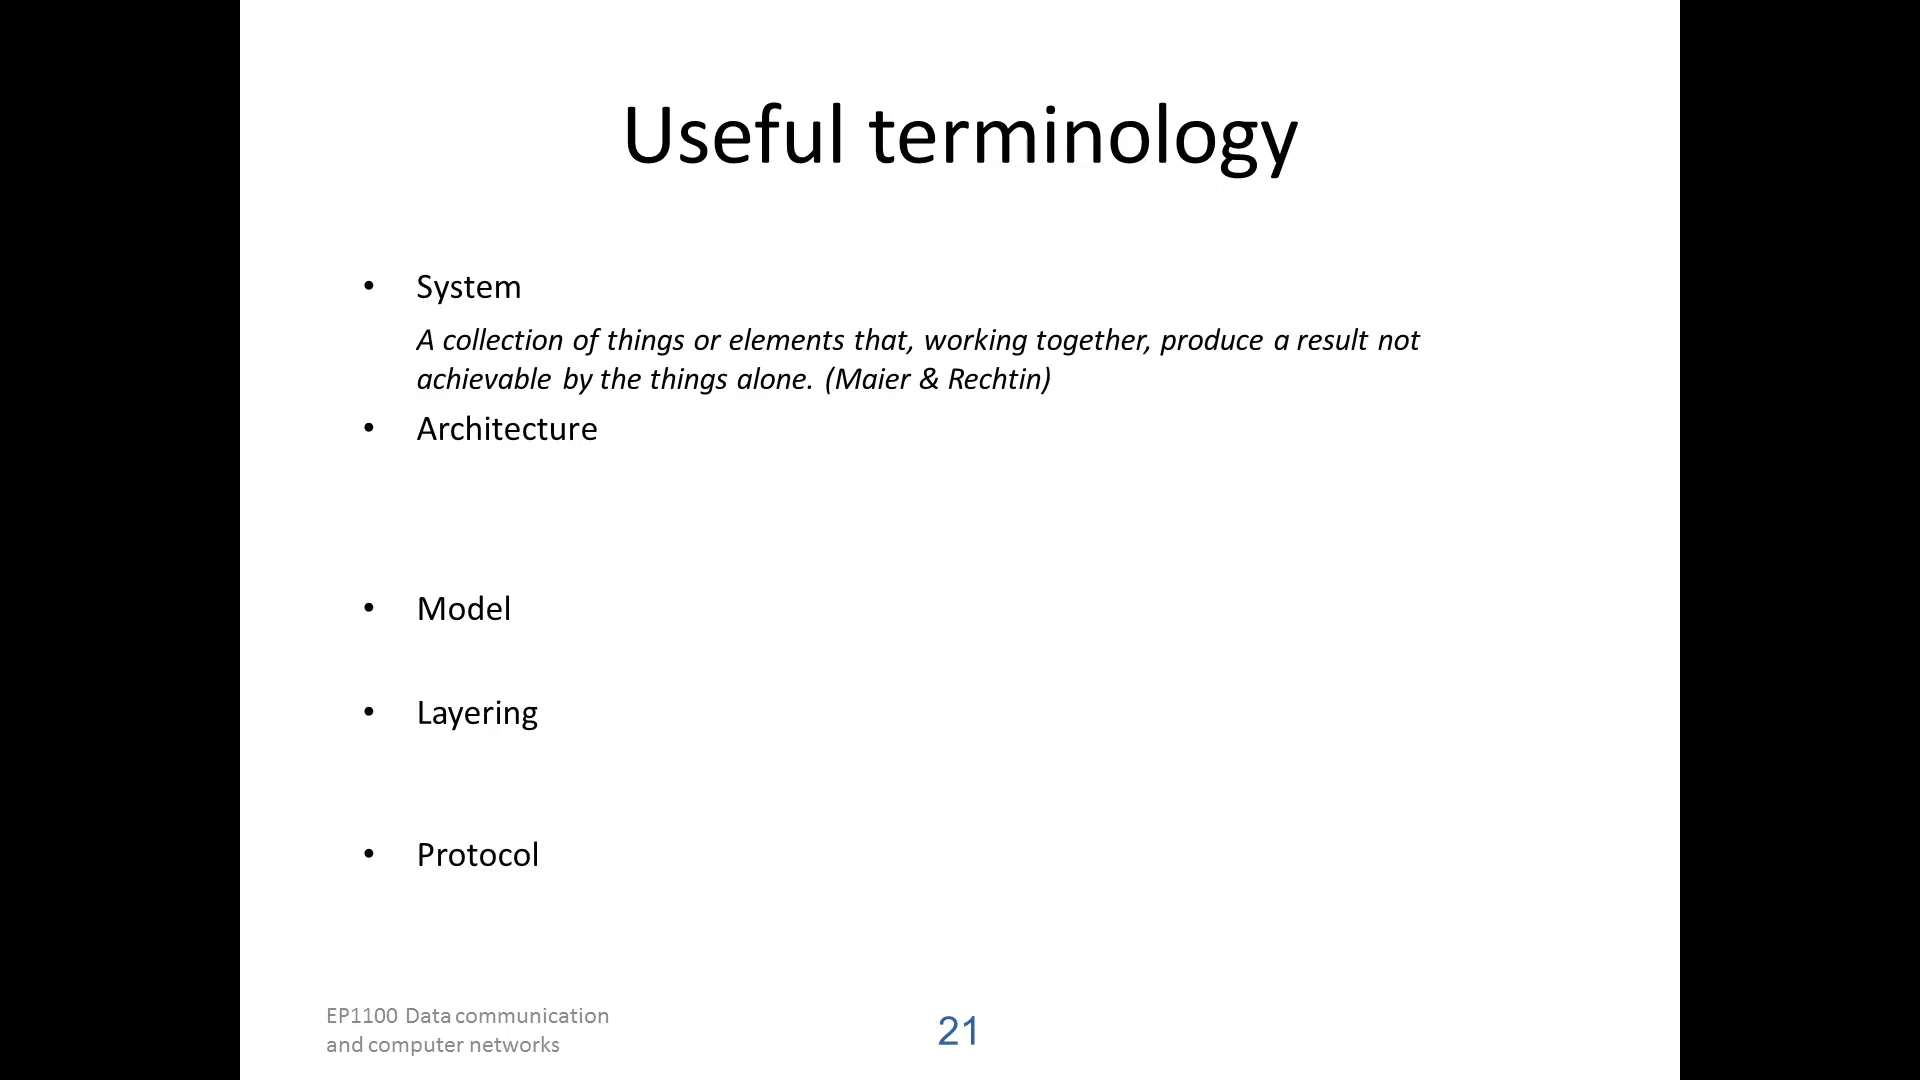 Useful terminology
• System
A collection of things or elements that, working together, produce a result not
achievable by the things alone. (Maier & Rechtin)
• Architecture
• Model
• Layering
• Protocol
EP1100 Data communication
and computer networks
21